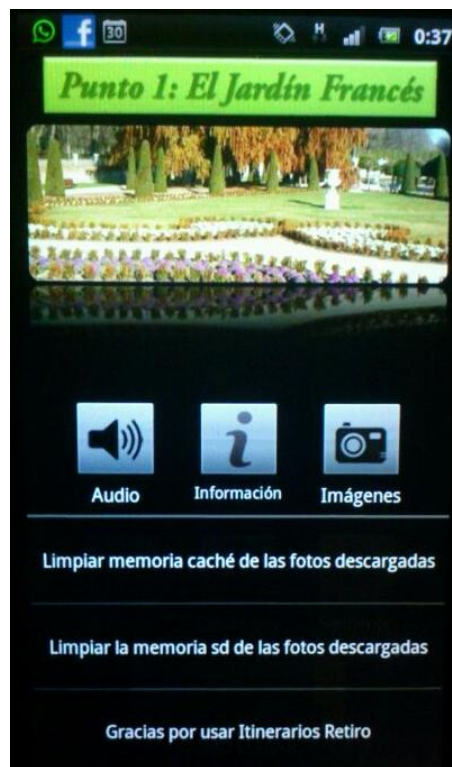 30
H
0:37
Punto 1: El Jardín Francés
Audio
Información
Imágenes
Limpiar memoria caché de las fotos descargadas
Limpiar la memoria sd de las fotos descargadas
Gracias por usar Itinerarios Retiro